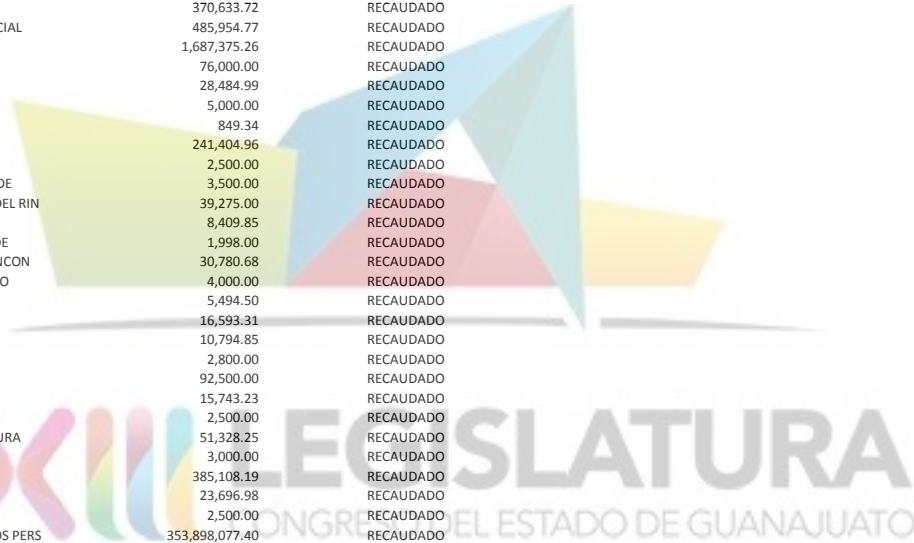 370,633.72 RECAUDADO
CIAL 485,954.77 RECAUDADO
1,687,375.26 RECAUDADO
76,000.00 RECAUDADO
28,484.99 RECAUDADO
5,000.00 RECAUDADO
849.34 RECAUDADO
241,404.96 RECAUDADO
2,500.00 RECAUDADO
DE 3,500.00 RECAUDADO
DEL RIN 39,275.00 RECAUDADO
8,409.85 RECAUDADO
DE 1,998.00 RECAUDADO
NCON 30,780.68 RECAUDADO
O 4,000.00 RECAUDADO
5,494.50 RECAUDADO
16,593.31 RECAUDADO
10,794.85 RECAUDADO
2,800.00 RECAUDADO
92,500.00 RECAUDADO
15,743.23 RECAUDADO
2,500.00 RECAUDADO
URA 51,328.25 RECAUDADO
3,000.00 RECAUDADO
385,108.19 RECAUDADO
23,696.98 RECAUDADO
2,500.00 RECAUDADO
OS PERS 353,898,077.40 RECAUDADO
LEGISLATURA
CONGRESO DEL ESTADO DE GUANAJUATO